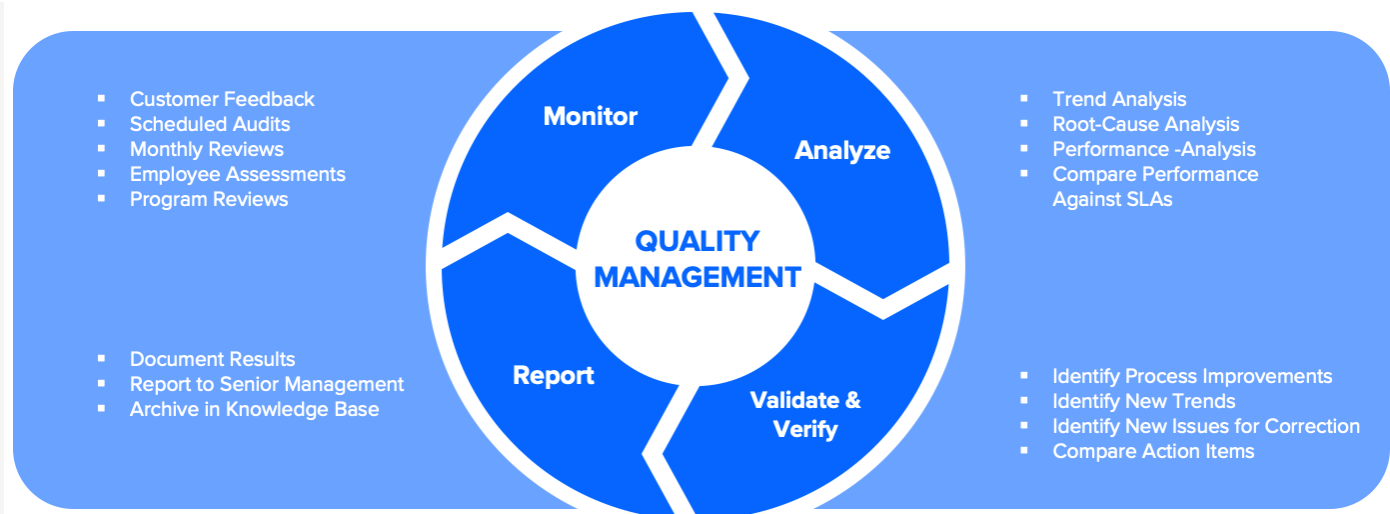 Customer Feedback
Scheduled Audits
Monthly Reviews
Employee Assessments
Program Reviews
Monitor
Analyze
Trend Analysis
Root-Cause Analysis
Performance -Analysis
Compare Performance
Against SLAs
QUALITY
MANAGEMENT
Document Results
Report to Senior Management
Archive in Knowledge Base
Report
Validate &
Verify
Identify Process Improvements
Identify New Trends
Identify New Issues for Correction
Compare Action Items